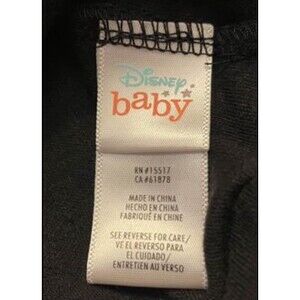 Disney
baby
RN #15517
CA #61878
MADE IN CHINA
HECHO EN CHINA
FABRIQUÉ EN CHINE
SEE REVERSE FOR CARE/
VE EL REVERSO PARA
EL CUIDADO/
ENTRETIEN AU VERSO